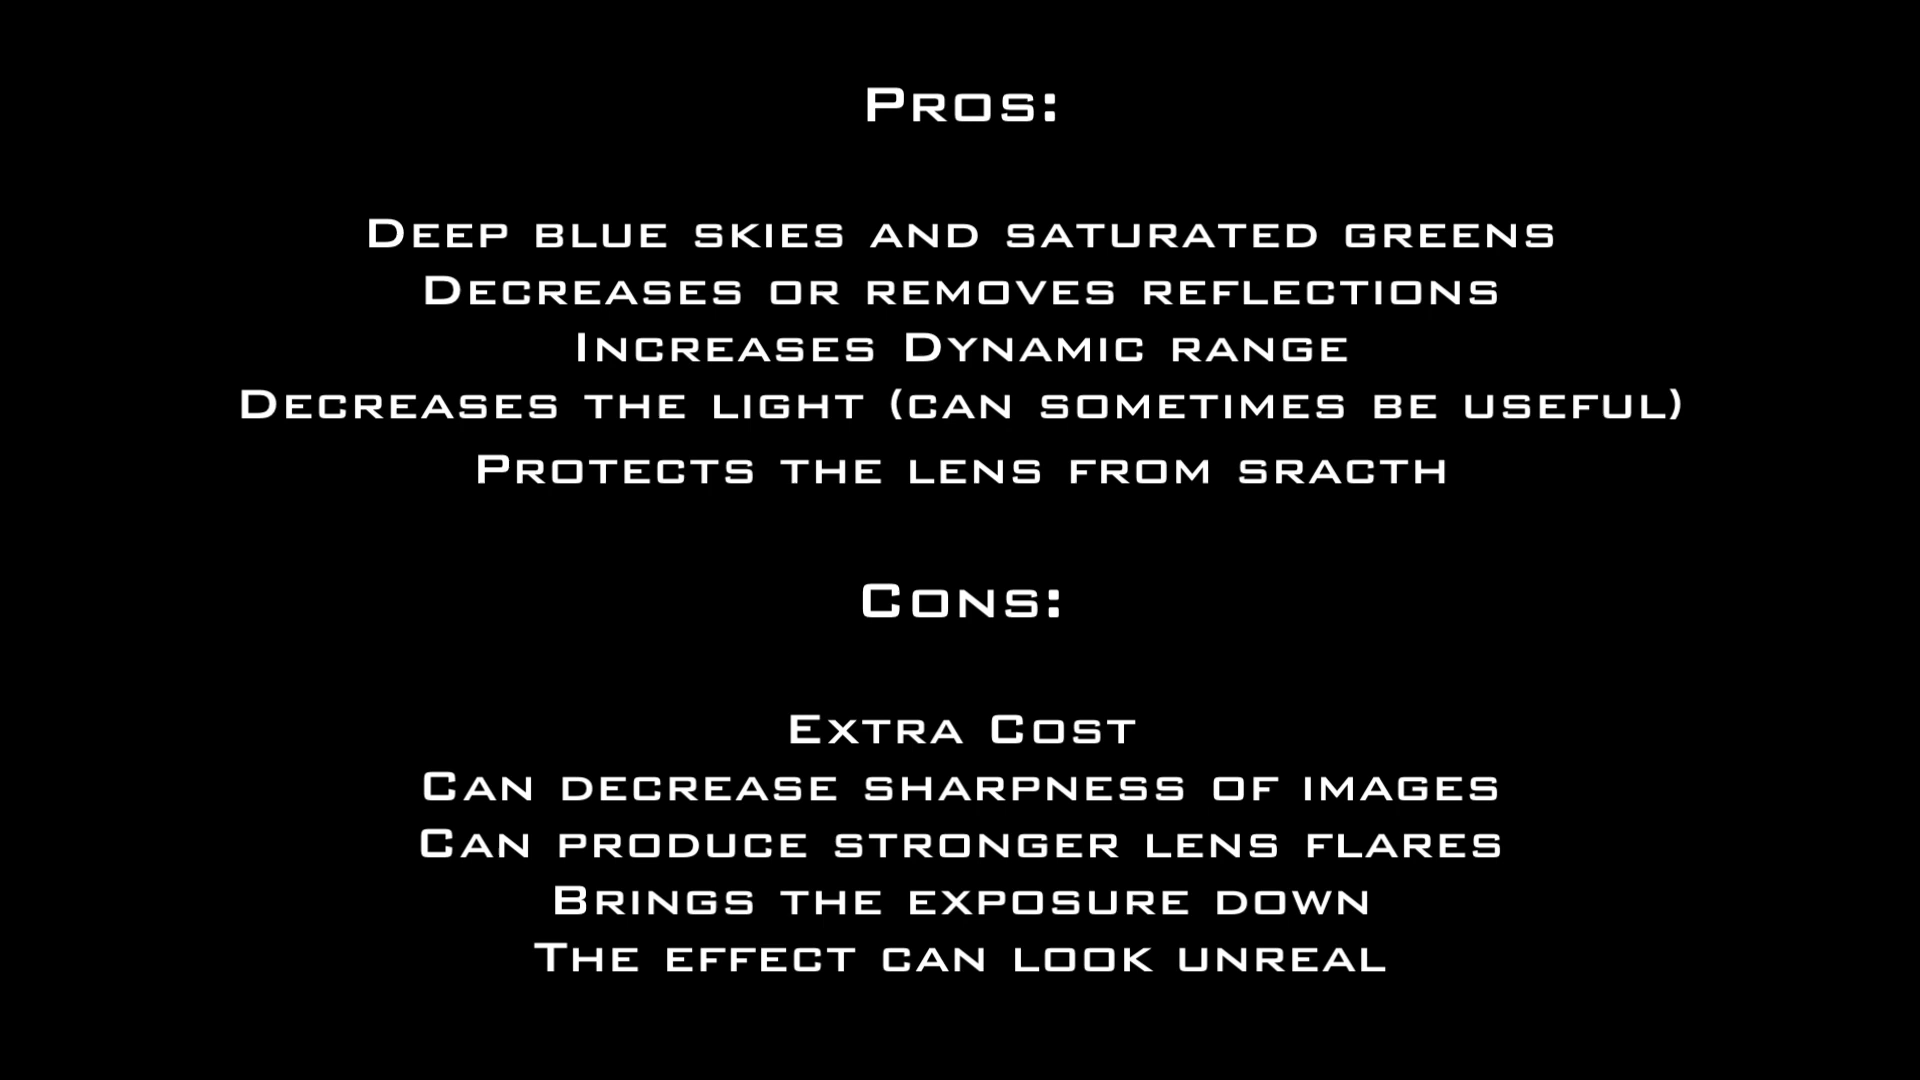 Pros:
Deep blue skies and saturated greens
Decreases or removes reflections
Increases Dynamic range
Decreases the light (can sometimes be useful)
Protects the lens from sracth
Cons:
Extra Cost
Can decrease sharpness of images
Can produce stronger lens flares
Brings the exposure down
The effect can look unreal